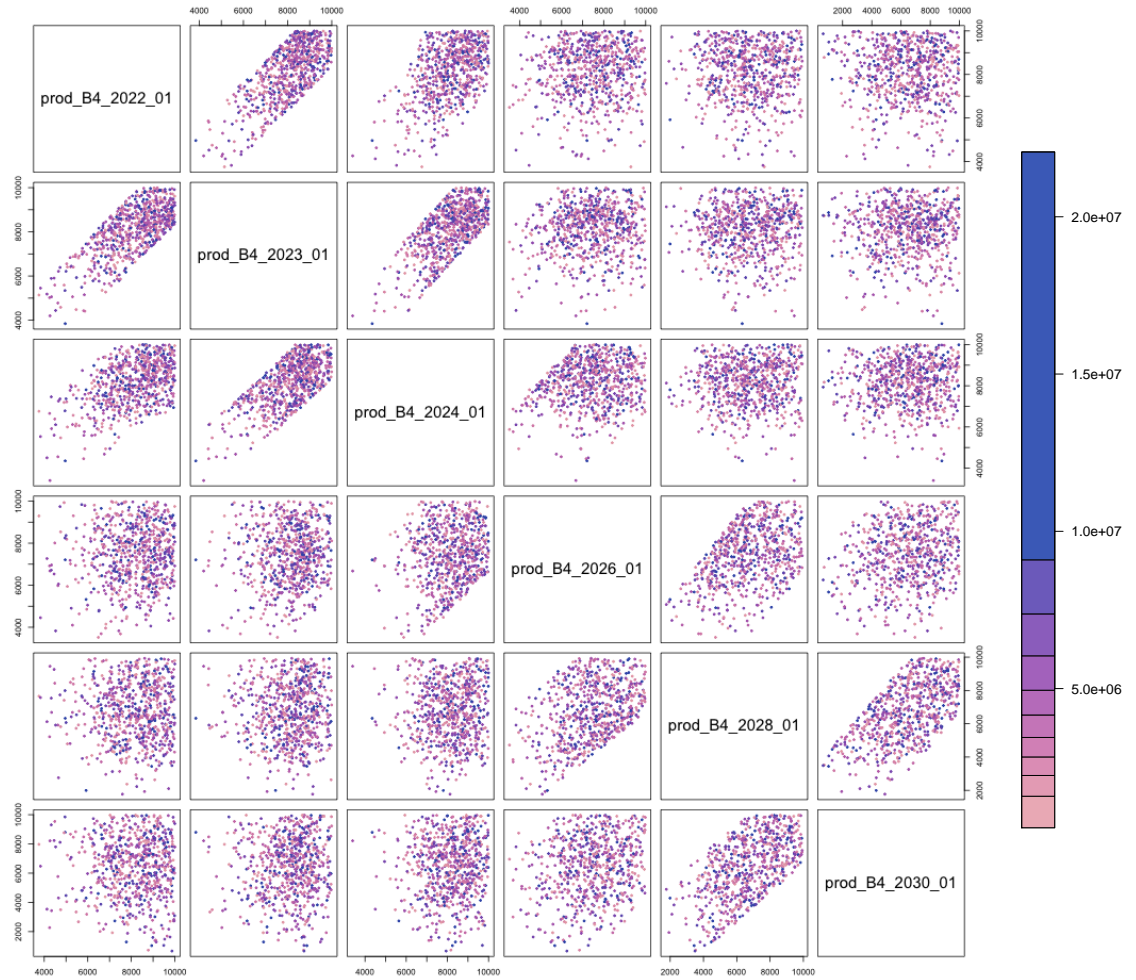 4000 6000 8000 10000 4000 6000 8000 10000 2000 4000 6000 8000 10000
prod_B4_2022_01
4000 6000 8000 10000
prod_B4_2023_01
4000 6000 8000 10000
prod_B4_2024_01
4000 6000 8000 10000
prod_B4_2026_01
4000 6000 8000 10000
prod_B4_2028_01
2000 4000 6000 8000 10000
prod_B4_2030_01
0 2000 4000 6000 8000 10000
4000 6000 8000 10000 4000 6000 8000 10000 2000 4000 6000 8000 10000
2.0e+07
1.5e+07
1.0e+07
5.0e+06